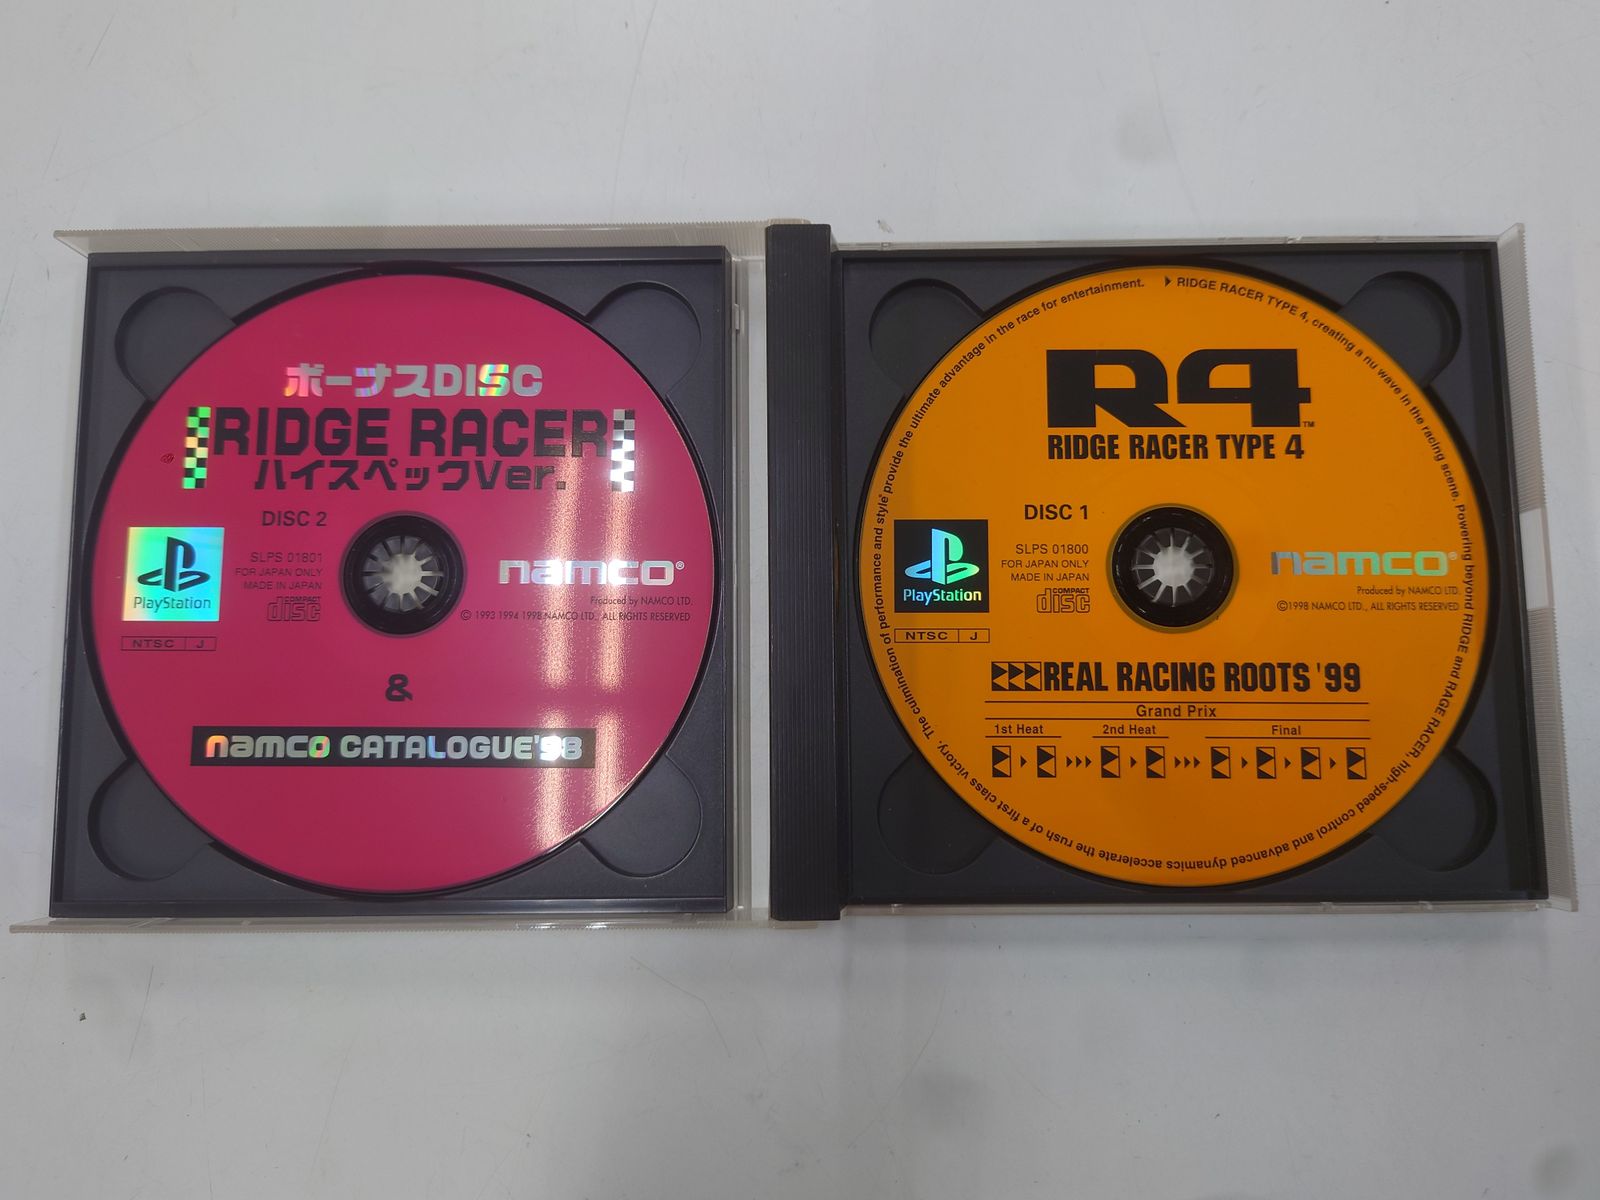 ボーナスDISC
RIDGE RACER
ハイスペックVer.
DISC 2
SLPS 01801
FOR JAPAN ONLY
MADE IN JAPAN
COMPACT
disc
PlayStation
NTSC J
namco®
Produced by NAMCO LTD.
© 1993 1994 1998 NAMCO LTD., ALL RIGHTS RESERVED
&
namco CATALOGUE'98
RIDGE RACER TYPE 4, creating a nu wave in the racing scene. Powering beyond RIDGE and RAGE RACER, high-speed control and advanced dynamics accelerate the rush of a first class victory. The culmination of performance and style provide the ultimate advantage in the race for entertainment.
R4™
RIDGE RACER TYPE 4
DISC 1
SLPS 01800
FOR JAPAN ONLY
MADE IN JAPAN
COMPACT
disc
PlayStation
NTSC J
namco®
Produced by NAMCO LTD.
©1998 NAMCO LTD., ALL RIGHTS RESERVED
REAL RACING ROOTS '99
Grand Prix
1st Heat 2nd Heat Final